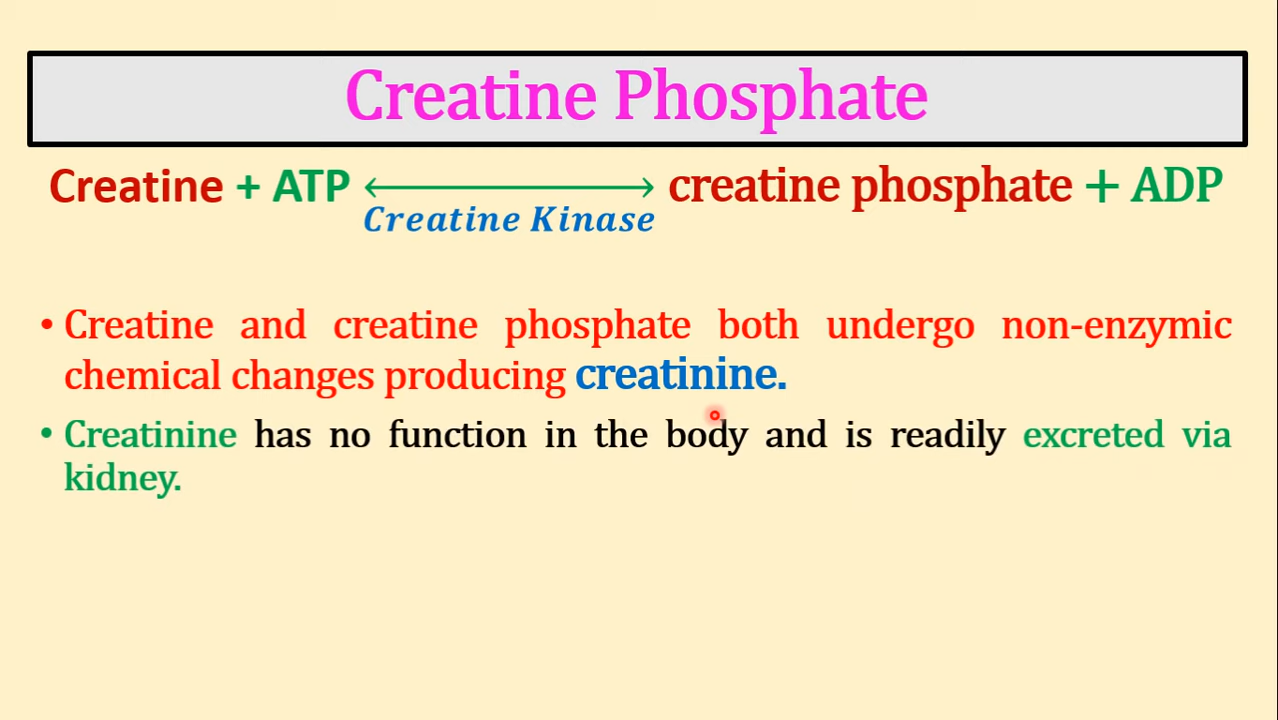 Creatine Phosphate
Creatine + ATP ⟷ creatine phosphate + ADP
Creatine Kinase
• Creatine and creatine phosphate both undergo non-enzymic
chemical changes producing creatinine.
• Creatinine has no function in the body and is readily excreted via
kidney.